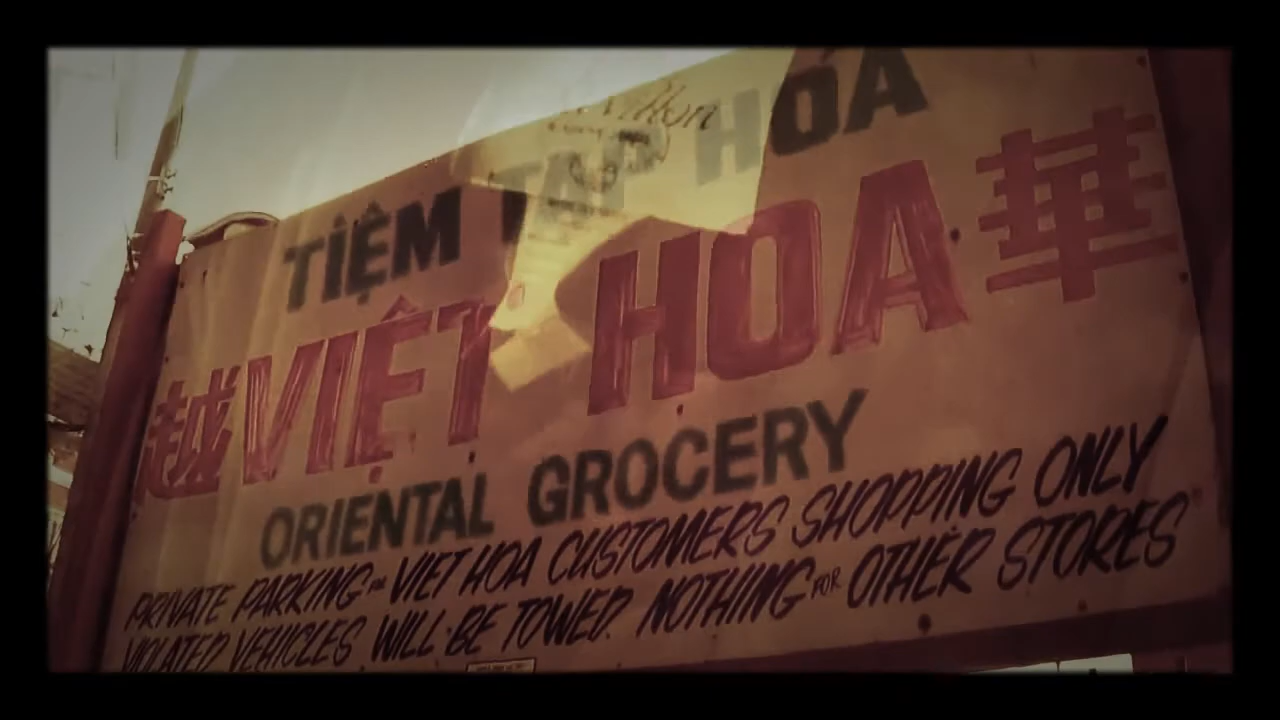 TIỆM TẠP HÓA
越 VIỆT HOA 華
ORIENTAL GROCERY
PRIVATE PARKING FOR VIET HOA CUSTOMERS SHOPPING ONLY
VIOLATED VEHICLES WILL BE TOWED. NOTHING FOR OTHER STORES"